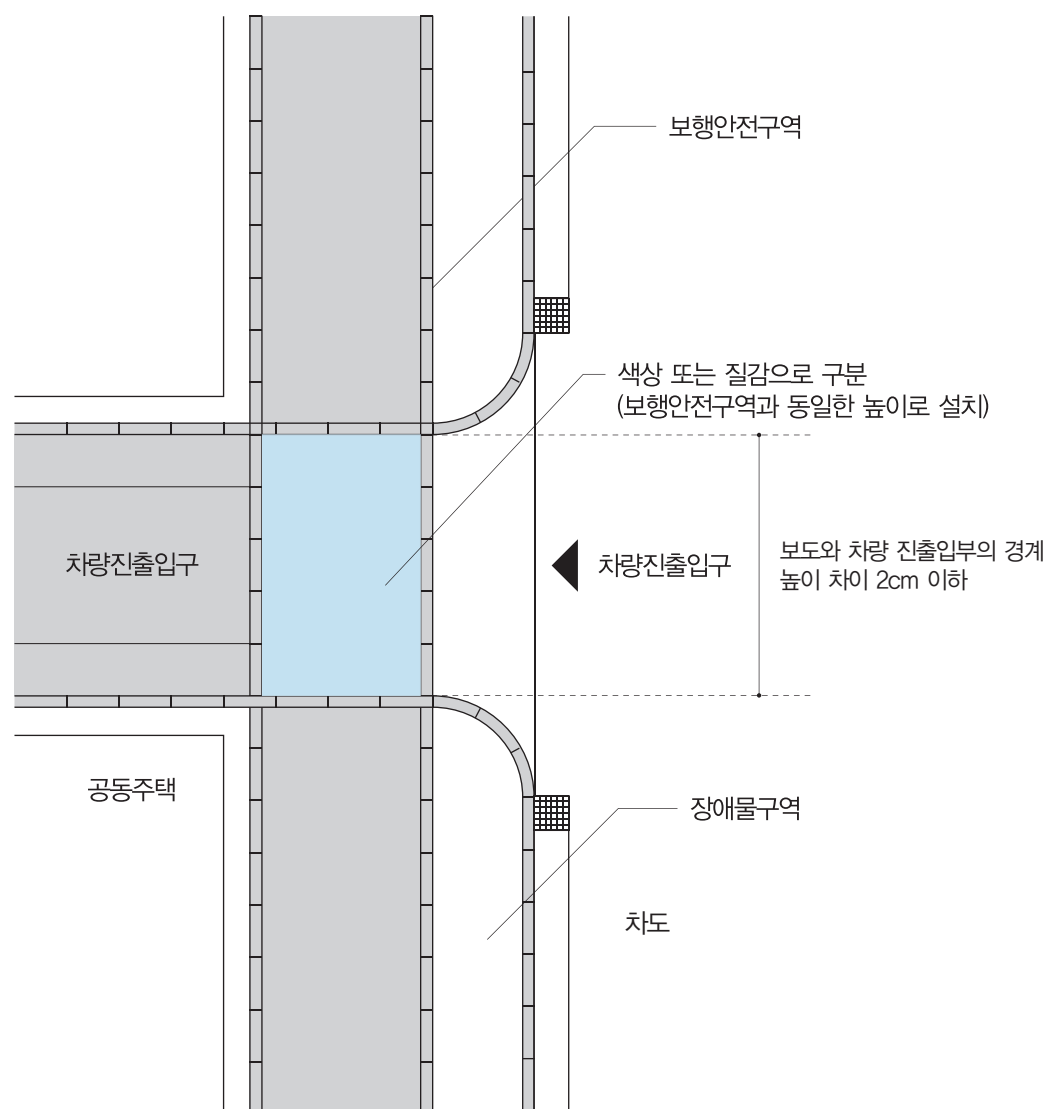 보행안전구역
색상 또는 질감으로 구분
(보행안전구역과 동일한 높이로 설치)
차량진출입구
차량진출입구
보도와 차량 진출입부의 경계
높이 차이 2cm 이하
공동주택
장애물구역
차도